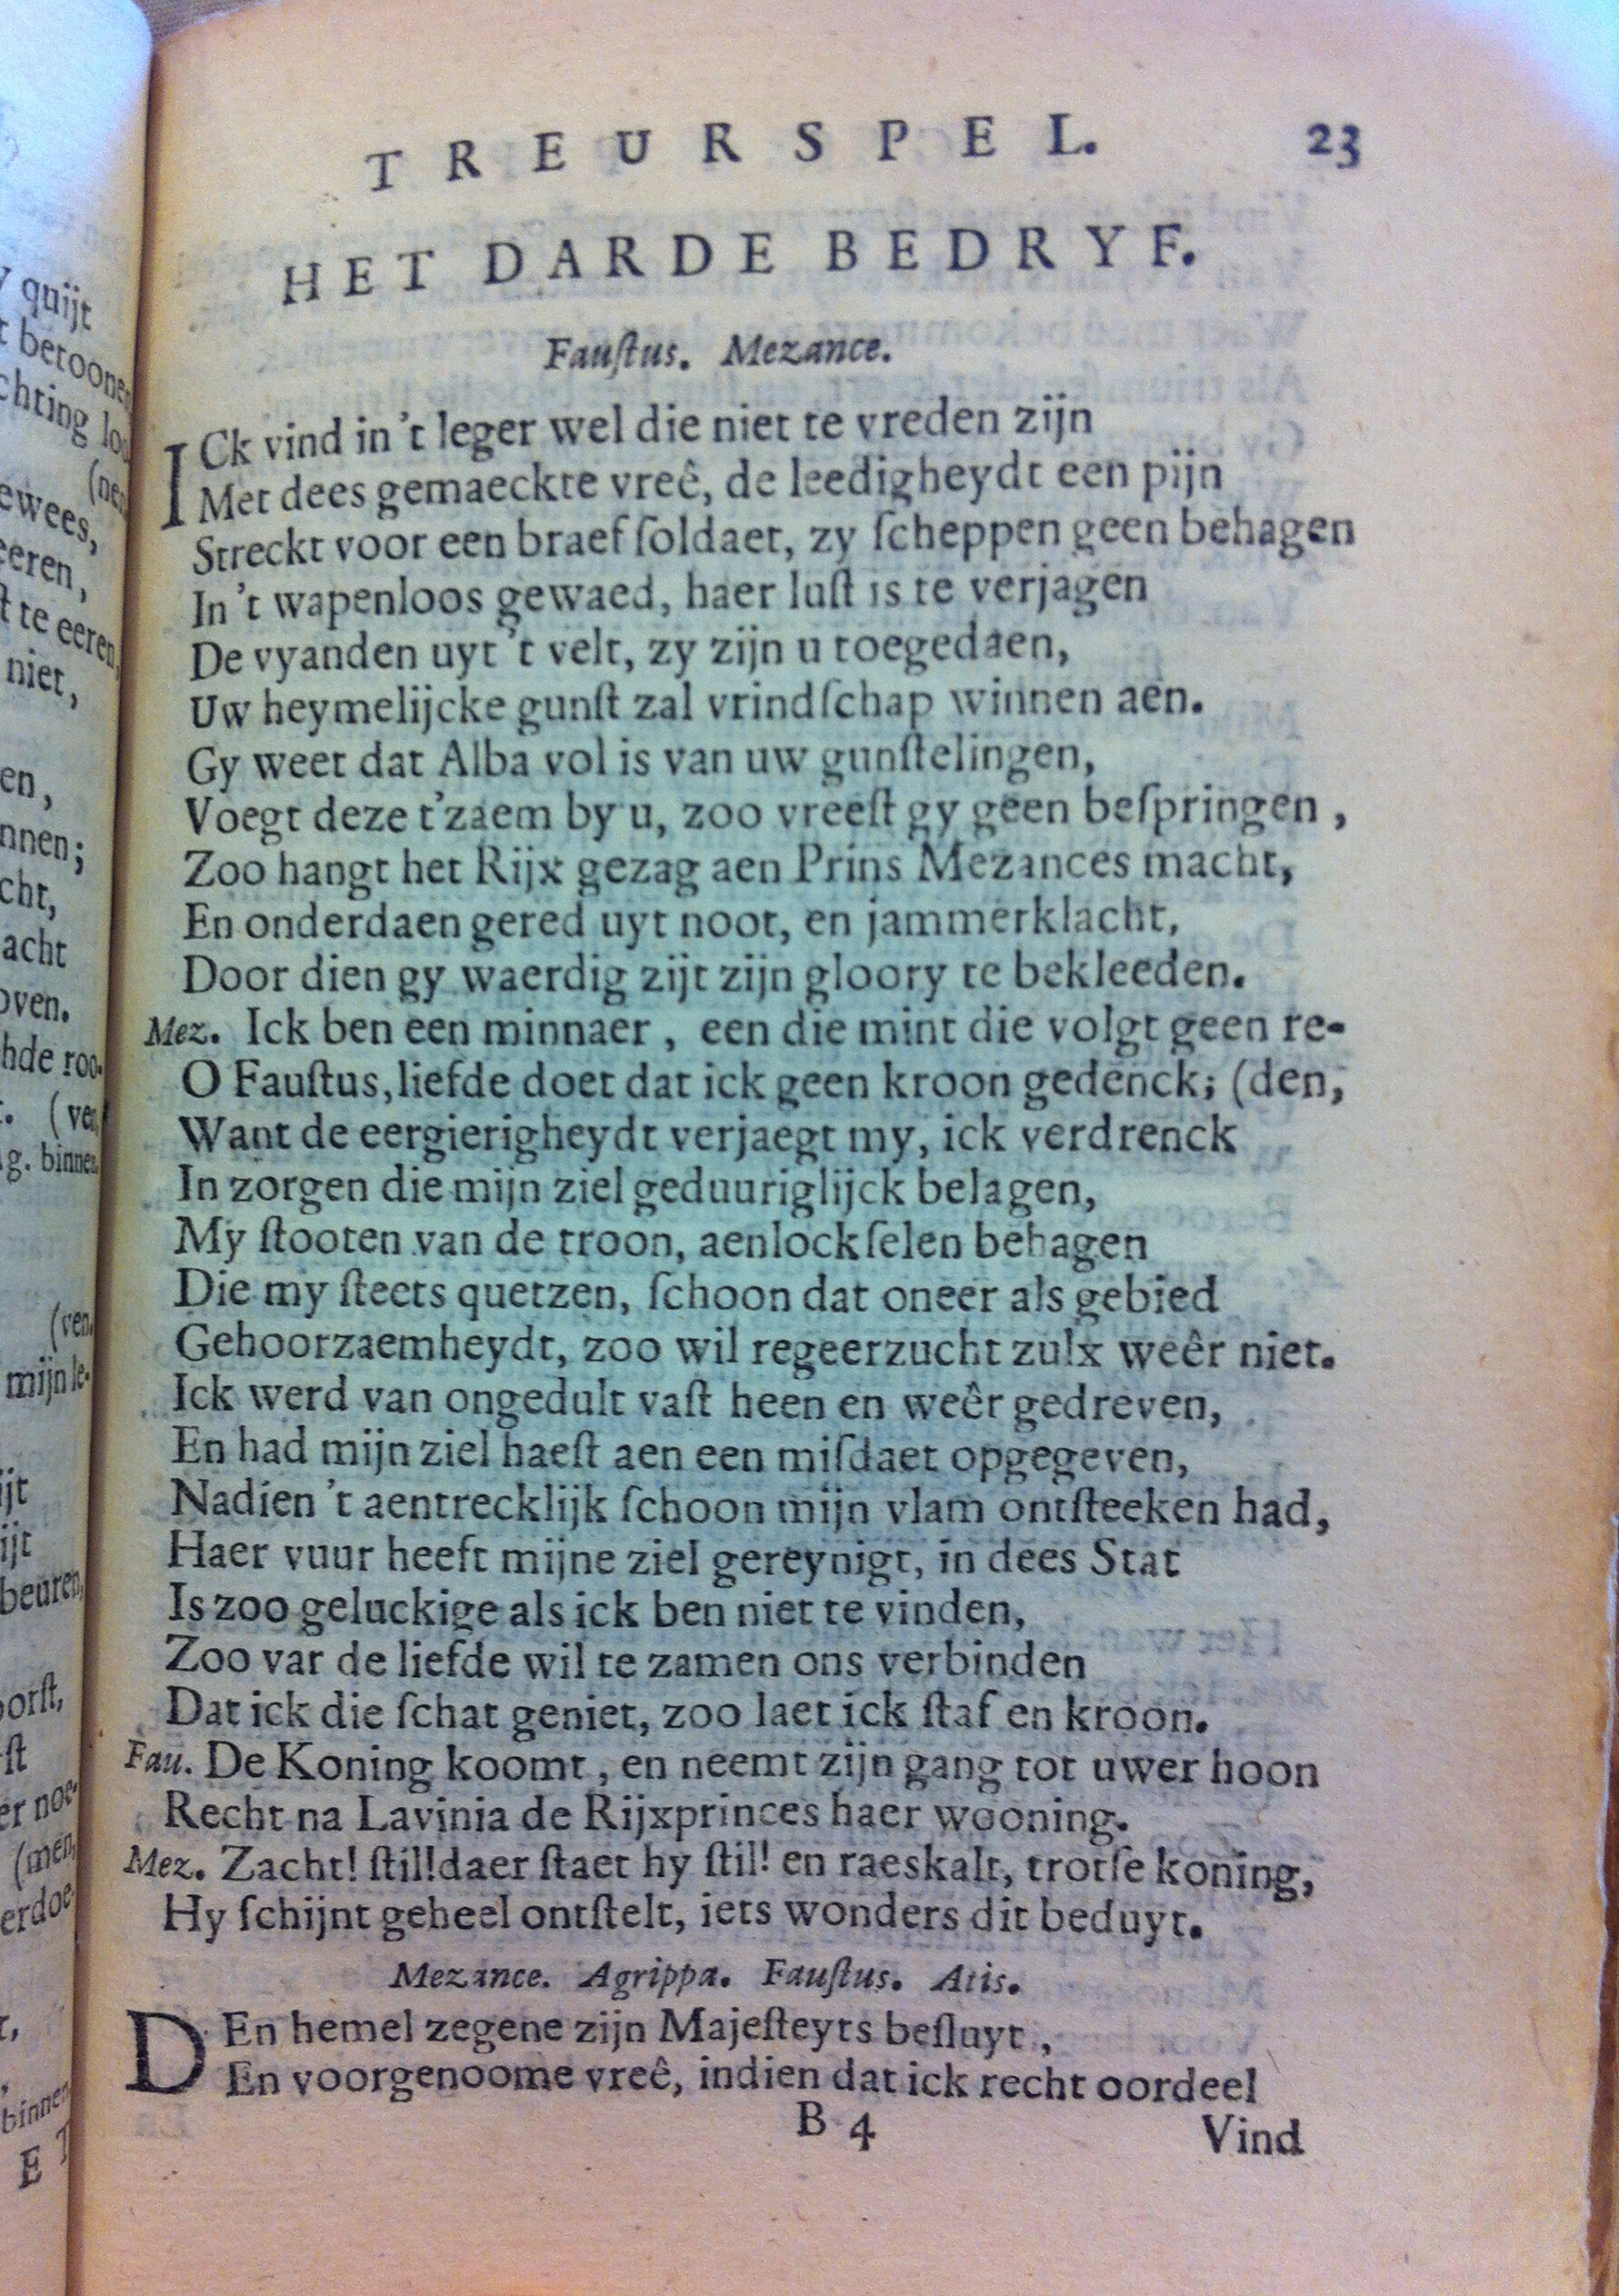 TREURSPEL. 23
HET DARDE BEDRYF.
Fauſtus. Mezance.
ICk vind in 't leger wel die niet te vreden zijn
Met dees gemaeckte vreê, de leedigheydt een pijn
Streckt voor een braef ſoldaet, zy ſcheppen geen behagen
In 't wapenloos gewaed, haer luſt is te verjagen
De vyanden uyt 't velt, zy zijn u toegedaen,
Uw heymelijcke gunſt zal vrindſchap winnen aen.
Gy weet dat Alba vol is van uw gunſtelingen,
Voegt deze t'zaem by u, zoo vreeſt gy geen beſpringen,
Zoo hangt het Rijx gezag aen Prins Mezances macht,
En onderdaen gered uyt noot, en jammerklacht,
Door dien gy waerdig zijt zijn gloory te bekleeden.
Mez. Ick ben een minnaer, een die mint die volgt geen re-
O Fauſtus, liefde doet dat ick geen kroon gedenck; (den,
Want de eergierigheydt verjaegt my, ick verdrenck
In zorgen die mijn ziel geduuriglijck belagen,
My ſtooten van de troon, aenlockſelen behagen
Die my ſteets quetzen, ſchoon dat oneer als gebied
Gehoorzaemheydt, zoo wil regeerzucht zulx weêr niet.
Ick werd van ongedult vaſt heen en weêr gedreven,
En had mijn ziel haeſt aen een miſdaet opgegeven,
Nadien 't aentrecklijk ſchoon mijn vlam ontſteeken had,
Haer vuur heeft mijne ziel gereynigt, in dees Stat
Is zoo geluckige als ick ben niet te vinden,
Zoo var de liefde wil te zamen ons verbinden
Dat ick die ſchat geniet, zoo laet ick ſtaf en kroon.
Fau. De Koning koomt, en neemt zijn gang tot uwer hoon
Recht na Lavinia de Rijxprinces haer wooning.
Mez. Zacht! ſtil! daer ſtaet hy ſtil! en raeskalt, trotſe koning,
Hy ſchijnt geheel ontſtelt, iets wonders dit beduyt.
Mezance. Agrippa. Fauſtus. Atis.
DEn hemel zegene zijn Majeſteyts beſluyt,
En voorgenoome vreê, indien dat ick recht oordeel
B 4 Vind